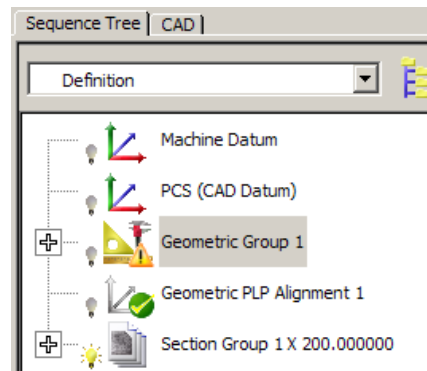 Sequence Tree CAD
Definition
Machine Datum
PCS (CAD Datum)
Geometric Group 1
Geometric PLP Alignment 1
Section Group 1 X 200.000000